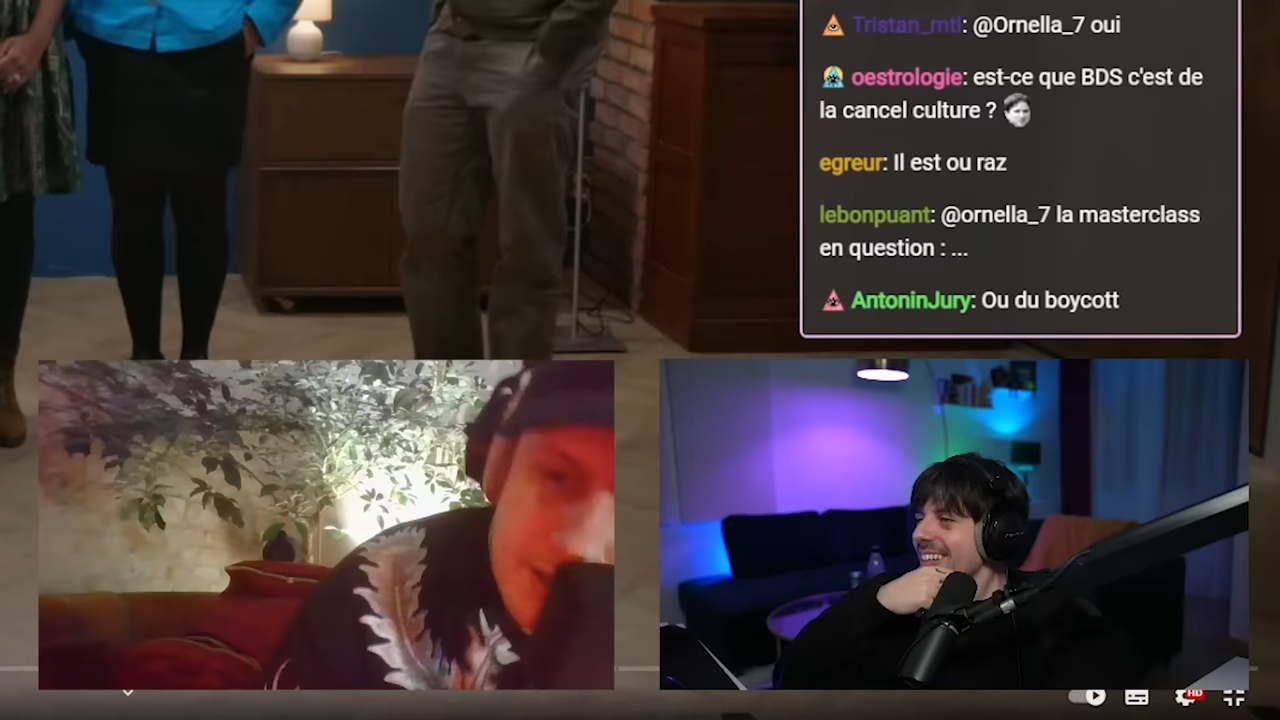 Tristan_mtl: @Ornella_7 oui
oestrologie: est-ce que BDS c'est de
la cancel culture ?
egreur: Il est ou raz
lebonpuant: @ornella_7 la masterclass
en question : ...
AntoninJury: Ou du boycott
HD